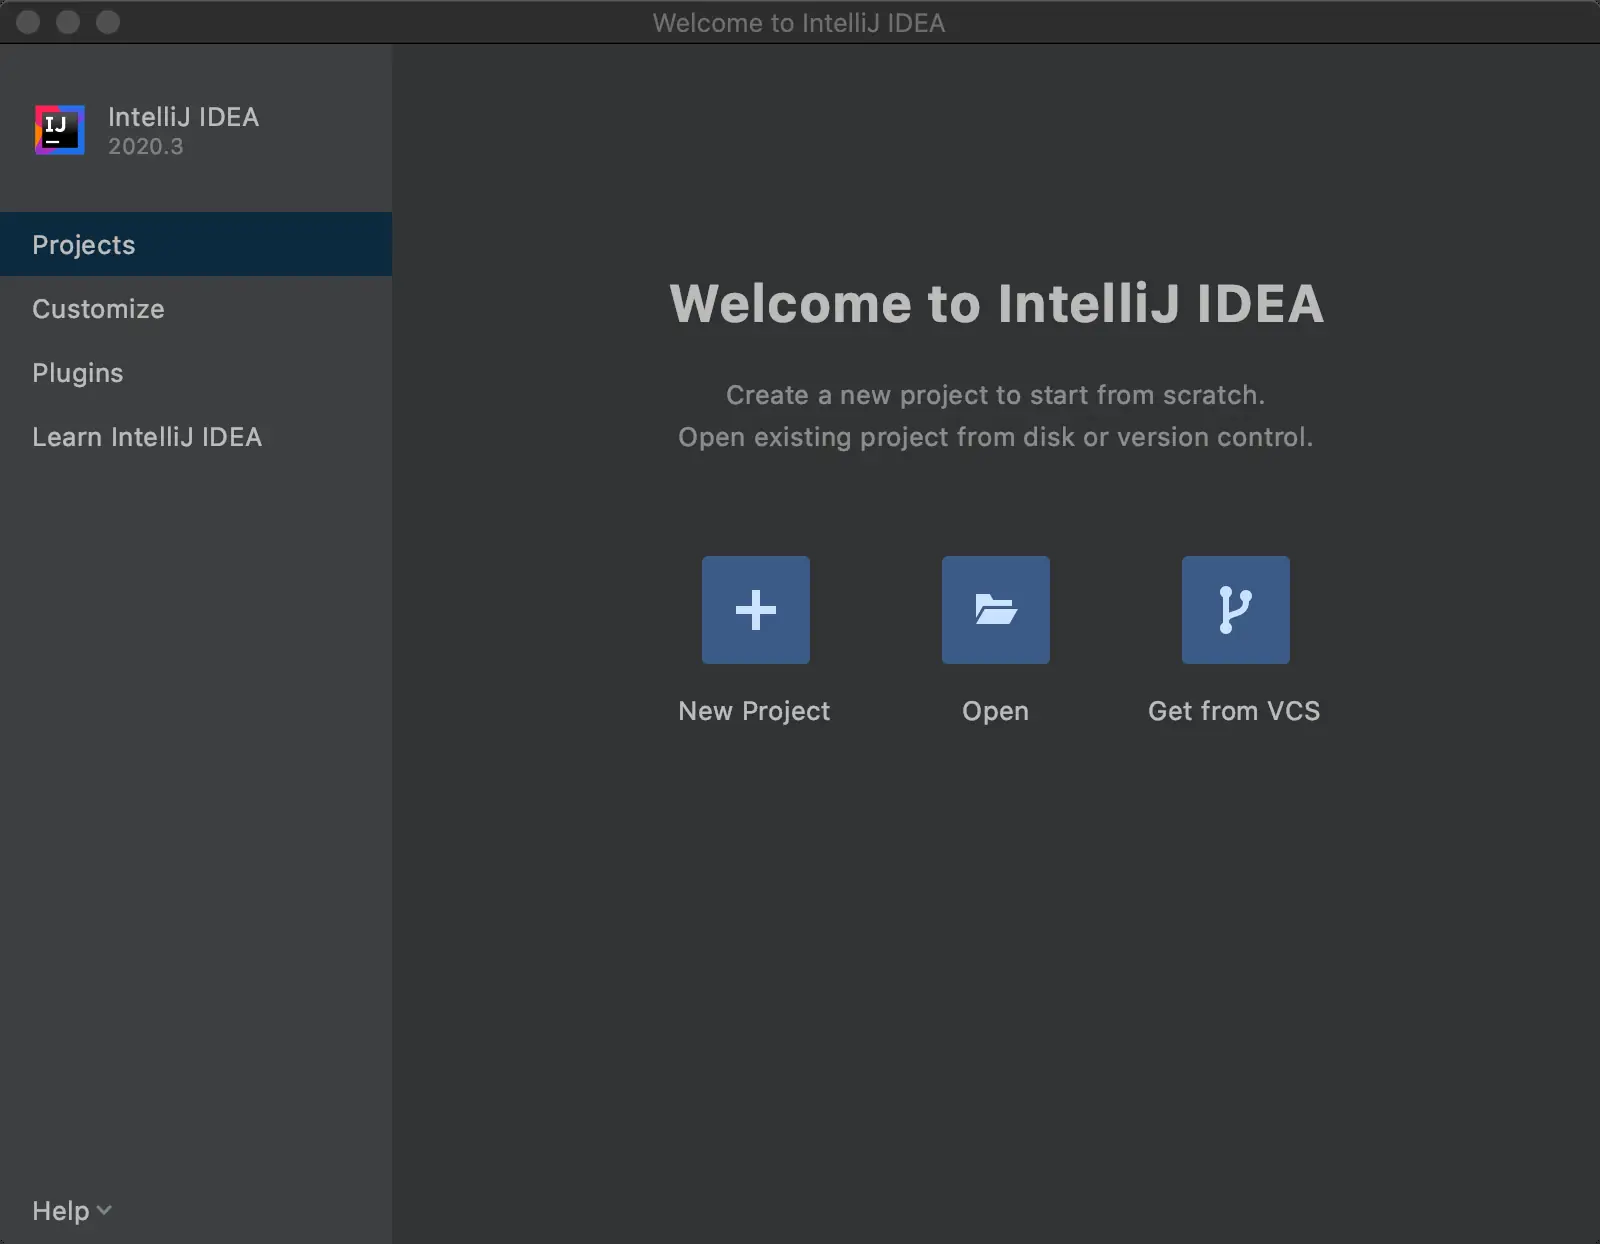 Welcome to IntelliJ IDEA
IJ
IntelliJ IDEA
2020.3
Projects
Customize
Plugins
Learn IntelliJ IDEA
Help
Welcome to IntelliJ IDEA
Create a new project to start from scratch.
Open existing project from disk or version control.
New Project
Open
Get from VCS